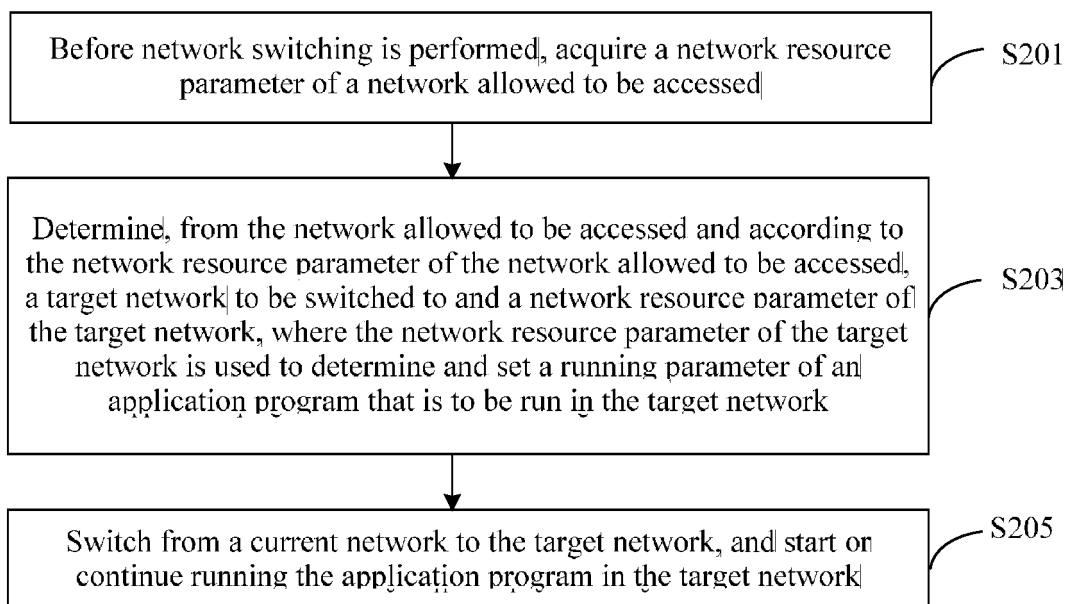 Before network switching is performed, acquire a network resource
parameter of a network allowed to be accessed
S201
Determine, from the network allowed to be accessed and according to
the network resource parameter of the network allowed to be accessed,
a target network to be switched to and a network resource parameter of
the target network, where the network resource parameter of the target
network is used to determine and set a running parameter of an
application program that is to be run in the target network
S203
Switch from a current network to the target network, and start or
continue running the application program in the target network
S205